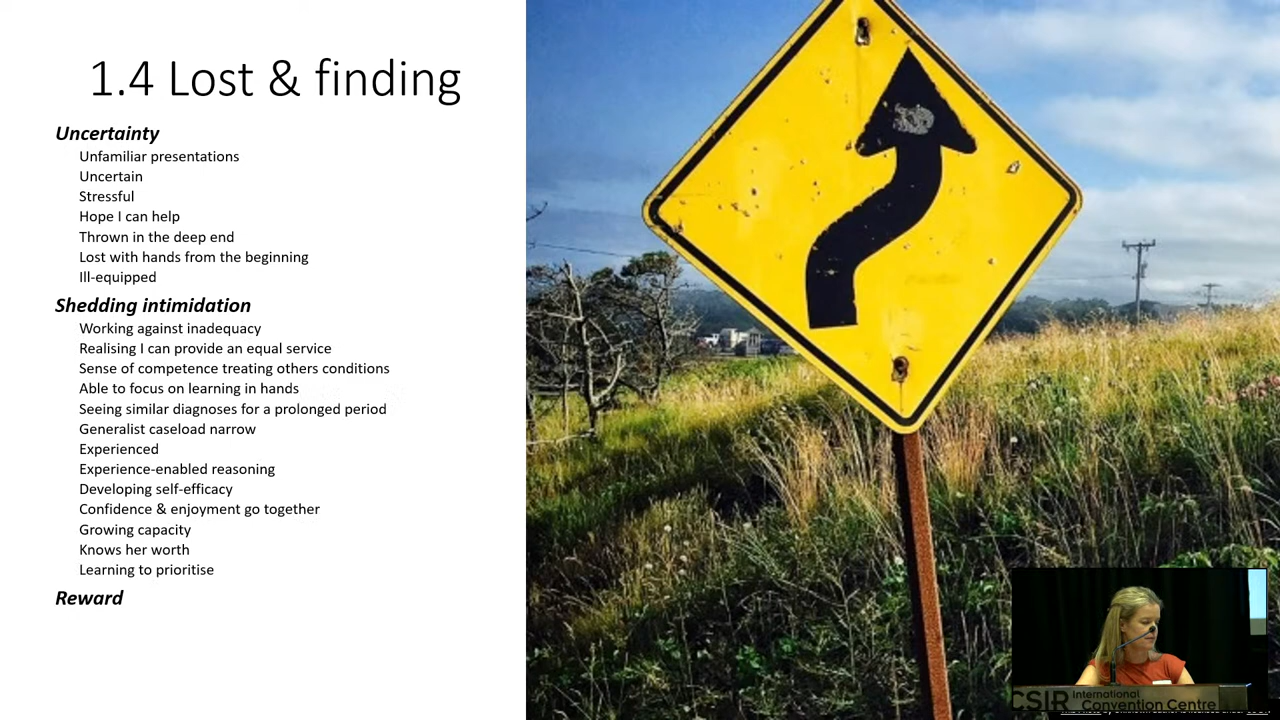 1.4 Lost & finding
Uncertainty
Unfamiliar presentations
Uncertain
Stressful
Hope I can help
Thrown in the deep end
Lost with hands from the beginning
Ill-equipped
Shedding intimidation
Working against inadequacy
Realising I can provide an equal service
Sense of competence treating others conditions
Able to focus on learning in hands
Seeing similar diagnoses for a prolonged period
Generalist caseload narrow
Experienced
Experience-enabled reasoning
Developing self-efficacy
Confidence & enjoyment go together
Growing capacity
Knows her worth
Learning to prioritise
Reward
CSIR International
Convention Centre